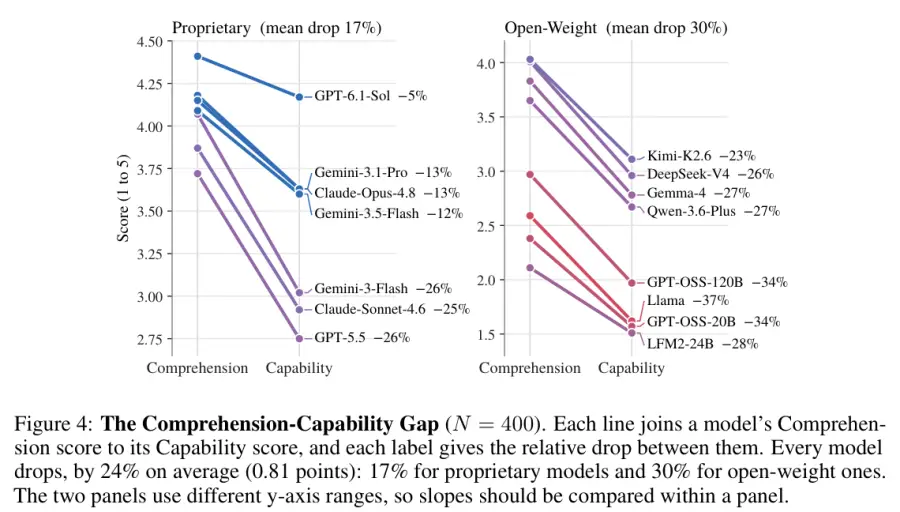 Proprietary (mean drop 17%)
4.50
4.25
4.00
3.75
3.50
3.25
3.00
2.75
Score (1 to 5)
GPT-6.1-Sol −5%
Gemini-3.1-Pro −13%
Claude-Opus-4.8 −13%
Gemini-3.5-Flash −12%
Gemini-3-Flash −26%
Claude-Sonnet-4.6 −25%
GPT-5.5 −26%
Comprehension Capability
Open-Weight (mean drop 30%)
4.0
3.5
3.0
2.5
2.0
1.5
Kimi-K2.6 −23%
DeepSeek-V4 −26%
Gemma-4 −27%
Qwen-3.6-Plus −27%
GPT-OSS-120B −34%
Llama −37%
GPT-OSS-20B −34%
LFM2-24B −28%
Comprehension Capability
Figure 4: The Comprehension-Capability Gap (N = 400). Each line joins a model's Comprehen-
sion score to its Capability score, and each label gives the relative drop between them. Every model
drops, by 24% on average (0.81 points): 17% for proprietary models and 30% for open-weight ones.
The two panels use different y-axis ranges, so slopes should be compared within a panel.